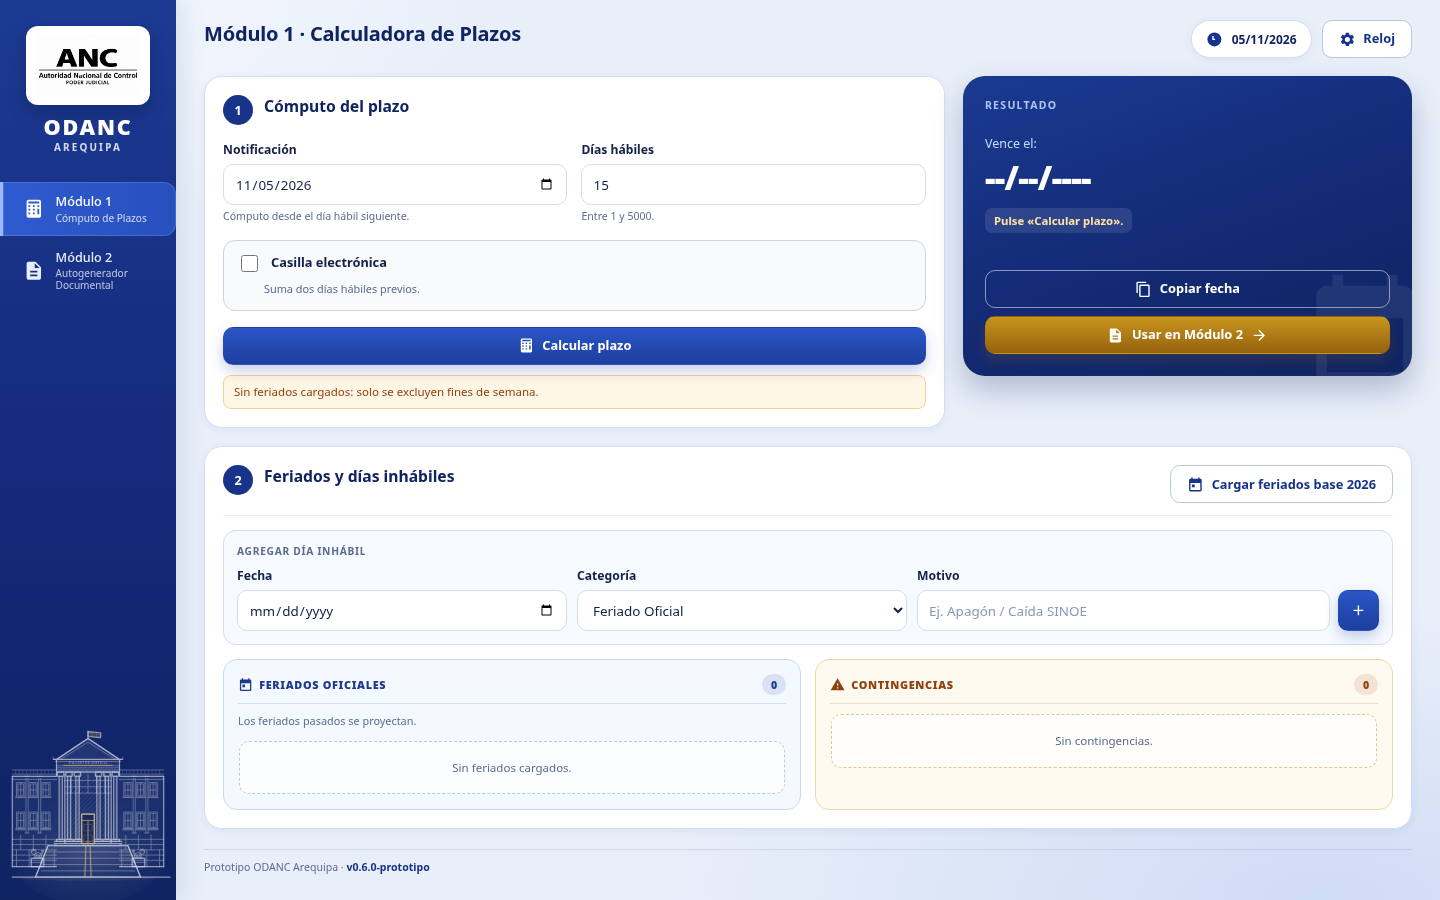 ANC
Autoridad Nacional de Control
PODER JUDICIAL
ODANC
AREQUIPA
Módulo 1
Cómputo de Plazos
Módulo 2
Autogenerador
Documental
Módulo 1 · Calculadora de Plazos
05/11/2026
Reloj
1
Cómputo del plazo
Notificación
Días hábiles
11/05/2026
15
Cómputo desde el día hábil siguiente.
Entre 1 y 5000.
Casilla electrónica
Suma dos días hábiles previos.
Calcular plazo
Sin feriados cargados: solo se excluyen fines de semana.
RESULTADO
Vence el:
--/--/----
Pulse «Calcular plazo».
Copiar fecha
Usar en Módulo 2
2
Feriados y días inhábiles
Cargar feriados base 2026
AGREGAR DÍA INHÁBIL
Fecha
Categoría
Motivo
mm/dd/yyyy
Feriado Oficial
Ej. Apagón / Caída SINOE
+
FERIADOS OFICIALES
0
Los feriados pasados se proyectan.
Sin feriados cargados.
CONTINGENCIAS
0
Sin contingencias.
Prototipo ODANC Arequipa · v0.6.0-prototipo